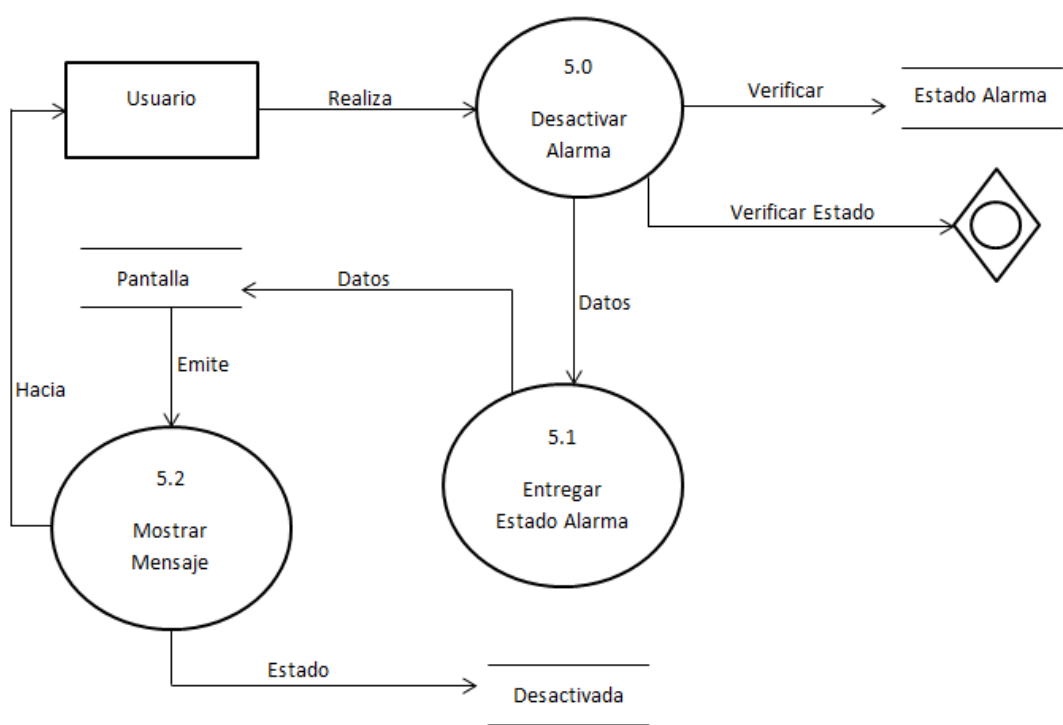 5.0
Usuario
Realiza
Verificar
Estado Alarma
Desactivar
Alarma
Verificar Estado
Pantalla
Datos
Datos
Emite
Hacia
5.1
5.2
Entregar
Estado Alarma
Mostrar
Mensaje
Estado
Desactivada